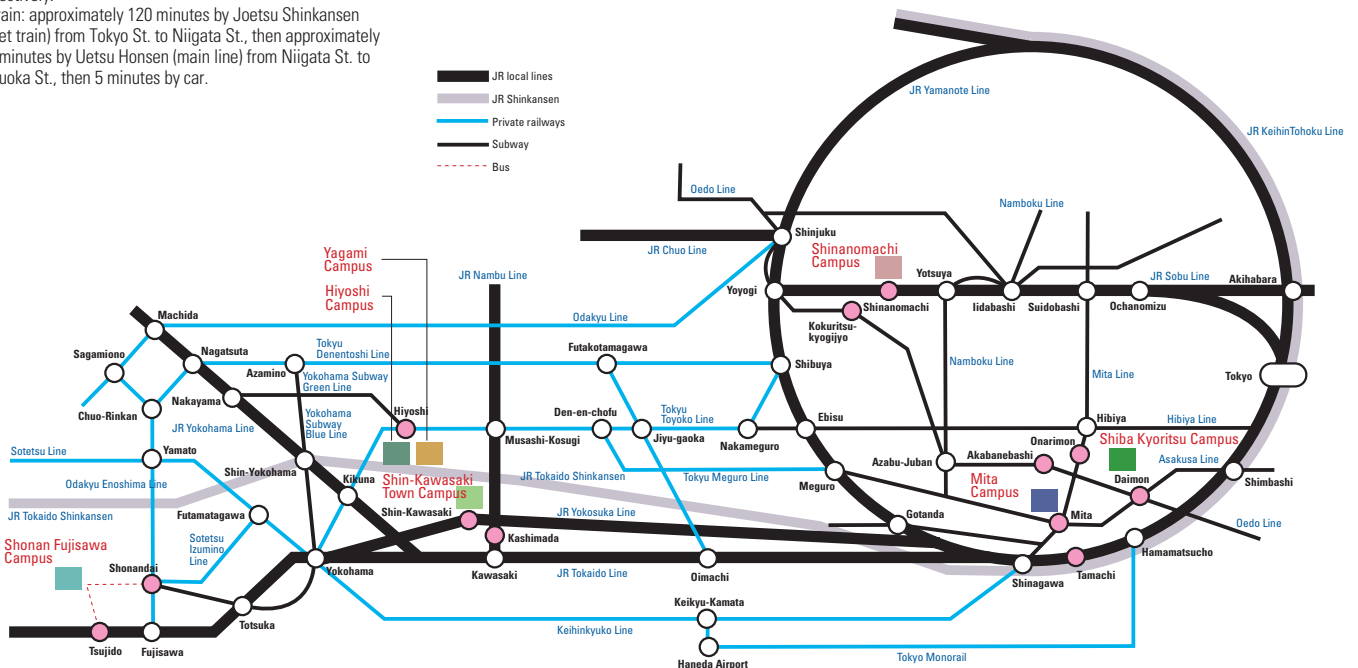 rain: approximately 120 minutes by Joetsu Shinkansen
et train) from Tokyo St. to Niigata St., then approximately
minutes by Uetsu Honsen (main line) from Niigata St. to
uoka St., then 5 minutes by car.
JR local lines
JR Shinkansen
Private railways
Subway
Bus
JR Yamanote Line
JR KeihinTohoku Line
Oedo Line
Namboku Line
Shinjuku
JR Chuo Line
Shinanomachi
Campus
Yotsuya
JR Sobu Line
Akihabara
Yoyogi
Shinanomachi
Iidabashi
Suidobashi
Ochanomizu
Kokuritsu-
kyogijyo
Yagami
Campus
Hiyoshi
Campus
JR Nambu Line
Machida
Odakyu Line
Sagamiono
Nagatsuta
Tokyu
Denentoshi Line
Azamino
Futakotamagawa
Shibuya
Namboku Line
Mita Line
Tokyo
Yokohama Subway
Green Line
Chuo-Rinkan
Nakayama
Yokohama
Subway
Blue Line
Hiyoshi
Den-en-chofu
Tokyu
Toyoko Line
Ebisu
Hibiya
Hibiya Line
JR Yokohama Line
Musashi-Kosugi
Jiyu-gaoka
Nakameguro
Onarimon
Shiba Kyoritsu Campus
Sotetsu Line
Yamato
Shin-Yokohama
Azabu-Juban
Akabanebashi
Asakusa Line
Odakyu Enoshima Line
Kikuna
Shin-Kawasaki
Town Campus
JR Tokaido Shinkansen
Tokyu Meguro Line
Meguro
Mita
Campus
Daimon
Shimbashi
JR Tokaido Shinkansen
Futamatagawa
Shin-Kawasaki
JR Yokosuka Line
Gotanda
Mita
Oedo Line
Shonan Fujisawa
Campus
Sotetsu
Izumino
Line
Kashimada
Hamamatsucho
Shonandai
Yokohama
Kawasaki
JR Tokaido Line
Oimachi
Shinagawa
Tamachi
Totsuka
Keikyu-Kamata
Keihinkyuko Line
Tsujido
Fujisawa
Haneda Airport
Tokyo Monorail